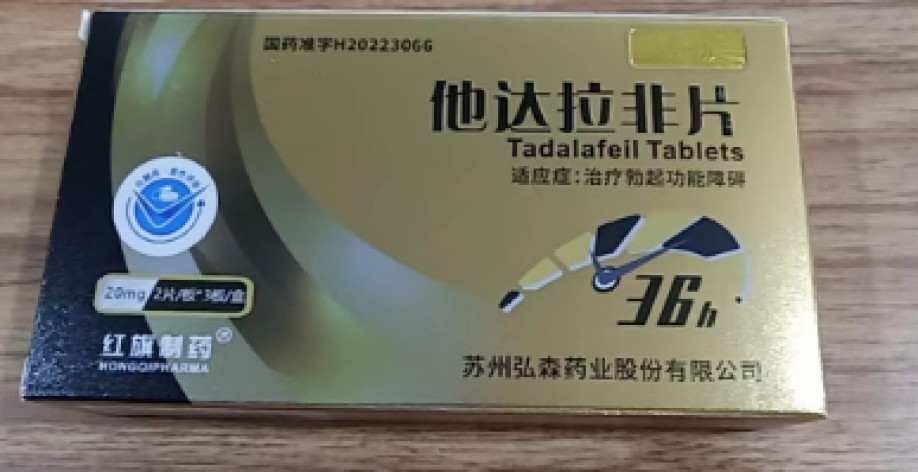 国药准字H20223066
他达拉非片
Tadalafeil Tablets
适应症:治疗勃起功能障碍
20mg 2片/板*3板/盒
36h
红旗制药®
HONGQIPHARMA
苏州弘森药业股份有限公司